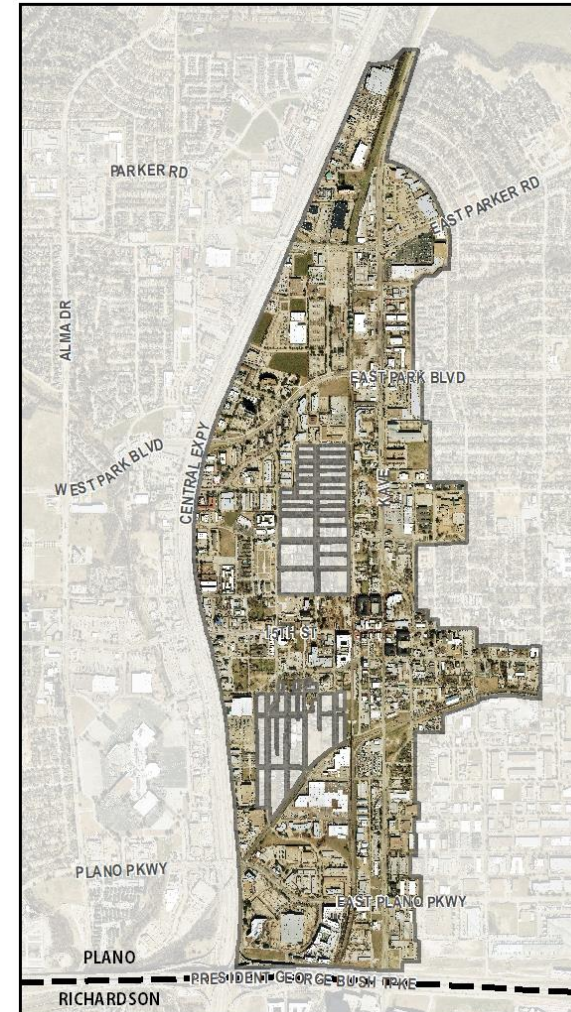 PARKER RD
EAST PARKER RD
ALMA DR
EAST PARK BLVD
WEST PARK BLVD
CENTRAL EXPY
K AVE
15TH ST
PLANO PKWY
EAST PLANO PKWY
PLANO
PRESIDENT GEORGE BUSH TPKE
RICHARDSON